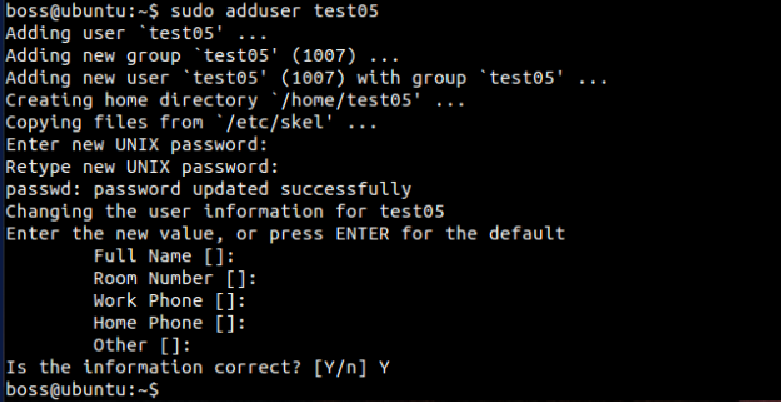 boss@ubuntu:~$ sudo adduser test05
Adding user `test05' ...
Adding new group `test05' (1007) ...
Adding new user `test05' (1007) with group `test05' ...
Creating home directory `/home/test05' ...
Copying files from `/etc/skel' ...
Enter new UNIX password:
Retype new UNIX password:
passwd: password updated successfully
Changing the user information for test05
Enter the new value, or press ENTER for the default
        Full Name []:
        Room Number []:
        Work Phone []:
        Home Phone []:
        Other []:
Is the information correct? [Y/n] Y
boss@ubuntu:~$